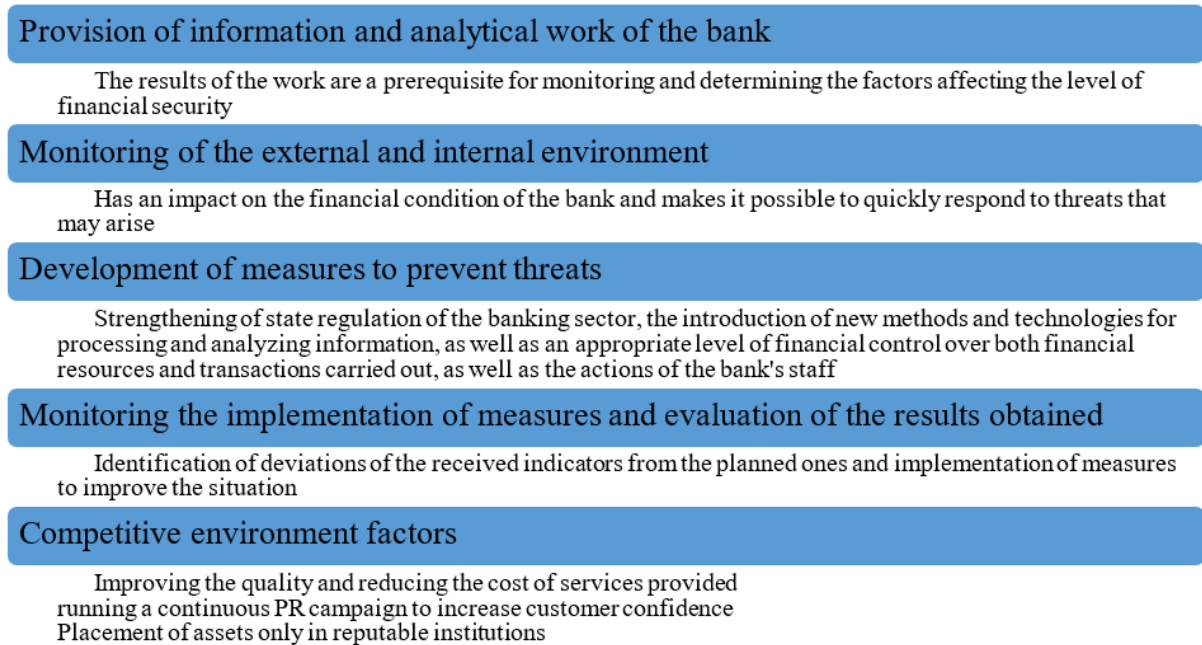 Provision of information and analytical work of the bank
The results of the work are a prerequisite for monitoring and determining the factors affecting the level of
financial security
Monitoring of the external and internal environment
Has an impact on the financial condition of the bank and makes it possible to quickly respond to threats that
may arise
Development of measures to prevent threats
Strengthening of state regulation of the banking sector, the introduction of new methods and technologies for
processing and analyzing information, as well as an appropriate level of financial control over both financial
resources and transactions carried out, as well as the actions of the bank's staff
Monitoring the implementation of measures and evaluation of the results obtained
Identification of deviations of the received indicators from the planned ones and implementation of measures
to improve the situation
Competitive environment factors
Improving the quality and reducing the cost of services provided
running a continuous PR campaign to increase customer confidence
Placement of assets only in reputable institutions